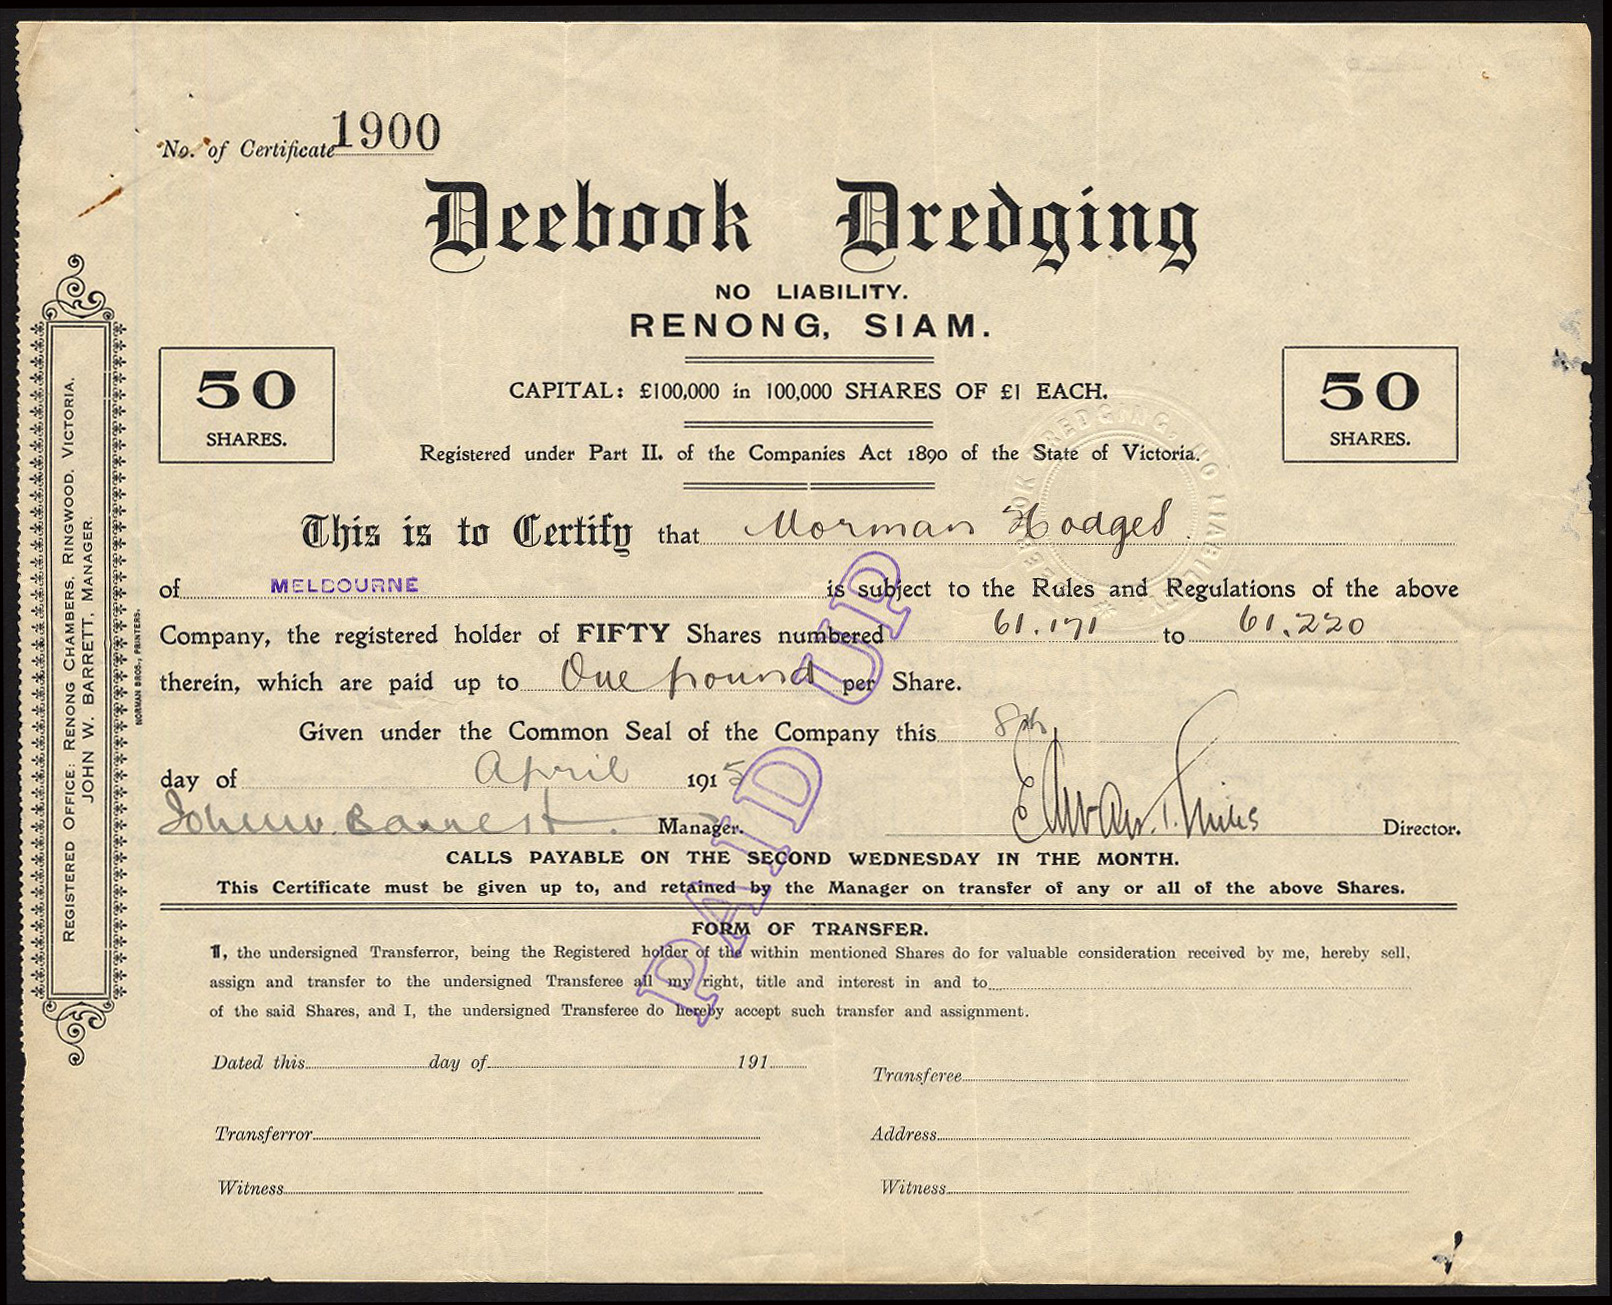 No. of Certificate 1900
Deebook Dredging
NO LIABILITY.
RENONG, SIAM.
50
SHARES.
CAPITAL: £100,000 in 100,000 SHARES OF £1 EACH.
50
SHARES.
Registered under Part II. of the Companies Act 1890 of the State of Victoria.
This is to Certify that Norman Hodges
of MELBOURNE is subject to the Rules and Regulations of the above
Company, the registered holder of FIFTY Shares numbered 61.171 to 61.220
therein, which are paid up to One pound per Share.
Given under the Common Seal of the Company this 8th
day of April 1915
John W. Barrett. Manager. Director.
CALLS PAYABLE ON THE SECOND WEDNESDAY IN THE MONTH.
This Certificate must be given up to, and retained by the Manager on transfer of any or all of the above Shares.
PAID UP
FORM OF TRANSFER.
I, the undersigned Transferror, being the Registered holder of the within mentioned Shares do for valuable consideration received by me, hereby sell,
assign and transfer to the undersigned Transferee all my right, title and interest in and to
of the said Shares, and I, the undersigned Transferee do hereby accept such transfer and assignment.
Dated this day of 191
Transferee
Transferror
Address
Witness
Witness
REGISTERED OFFICE: RENONG CHAMBERS, RINGWOOD, VICTORIA.
JOHN W. BARRETT, MANAGER.
NORMAN BROS., PRINTERS.
DEEBOOK DREDGING, NO LIABILITY